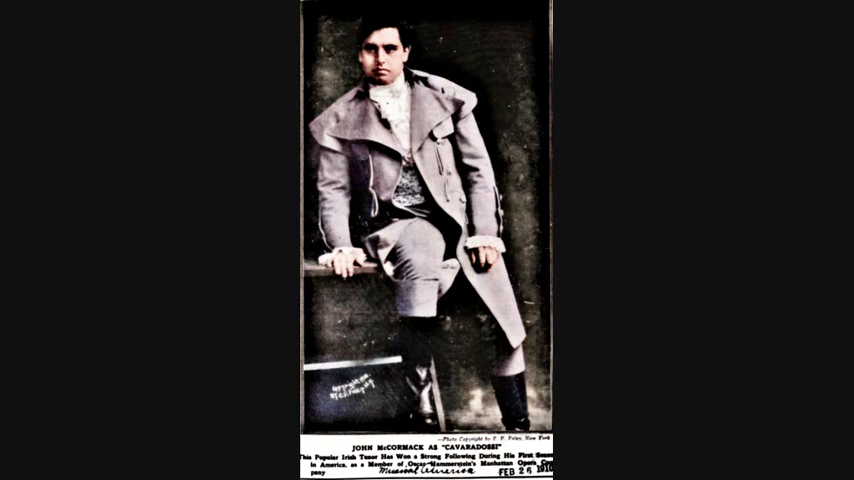 —Photo Copyright by E. F. Foley, New York
JOHN McCORMACK AS "CAVARADOSSI"
This Popular Irish Tenor Has Won a Strong Following During His First Season
in America, as a Member of Oscar Hammerstein's Manhattan Opera Com-
pany
Musical America
FEB 26 1910